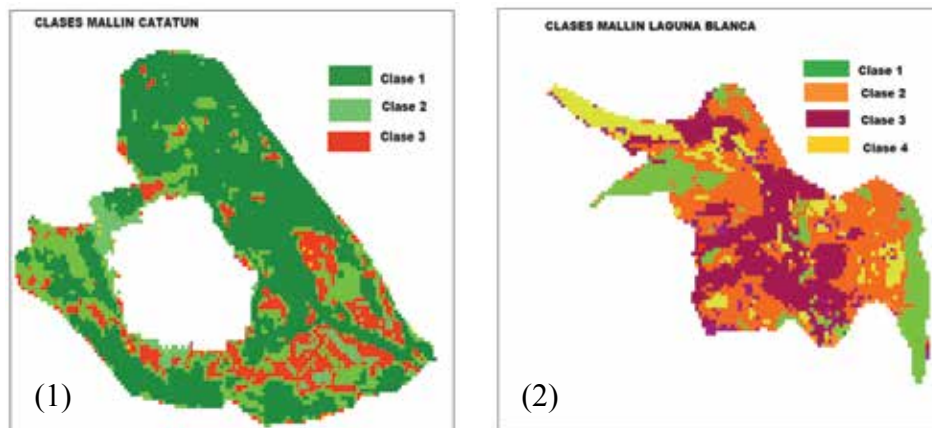 CLASES MALLIN CATATUN
Clase 1
Clase 2
Clase 3
(1)
CLASES MALLIN LAGUNA BLANCA
Clase 1
Clase 2
Clase 3
Clase 4
(2)